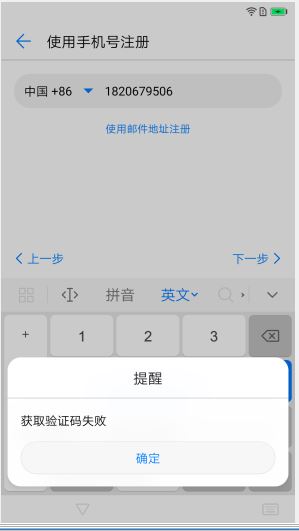 使用手机号注册
中国 +86 1820679506
使用邮件地址注册
上一步 下一步
拼音 英文
+ 1 2 3
提醒
获取验证码失败
确定